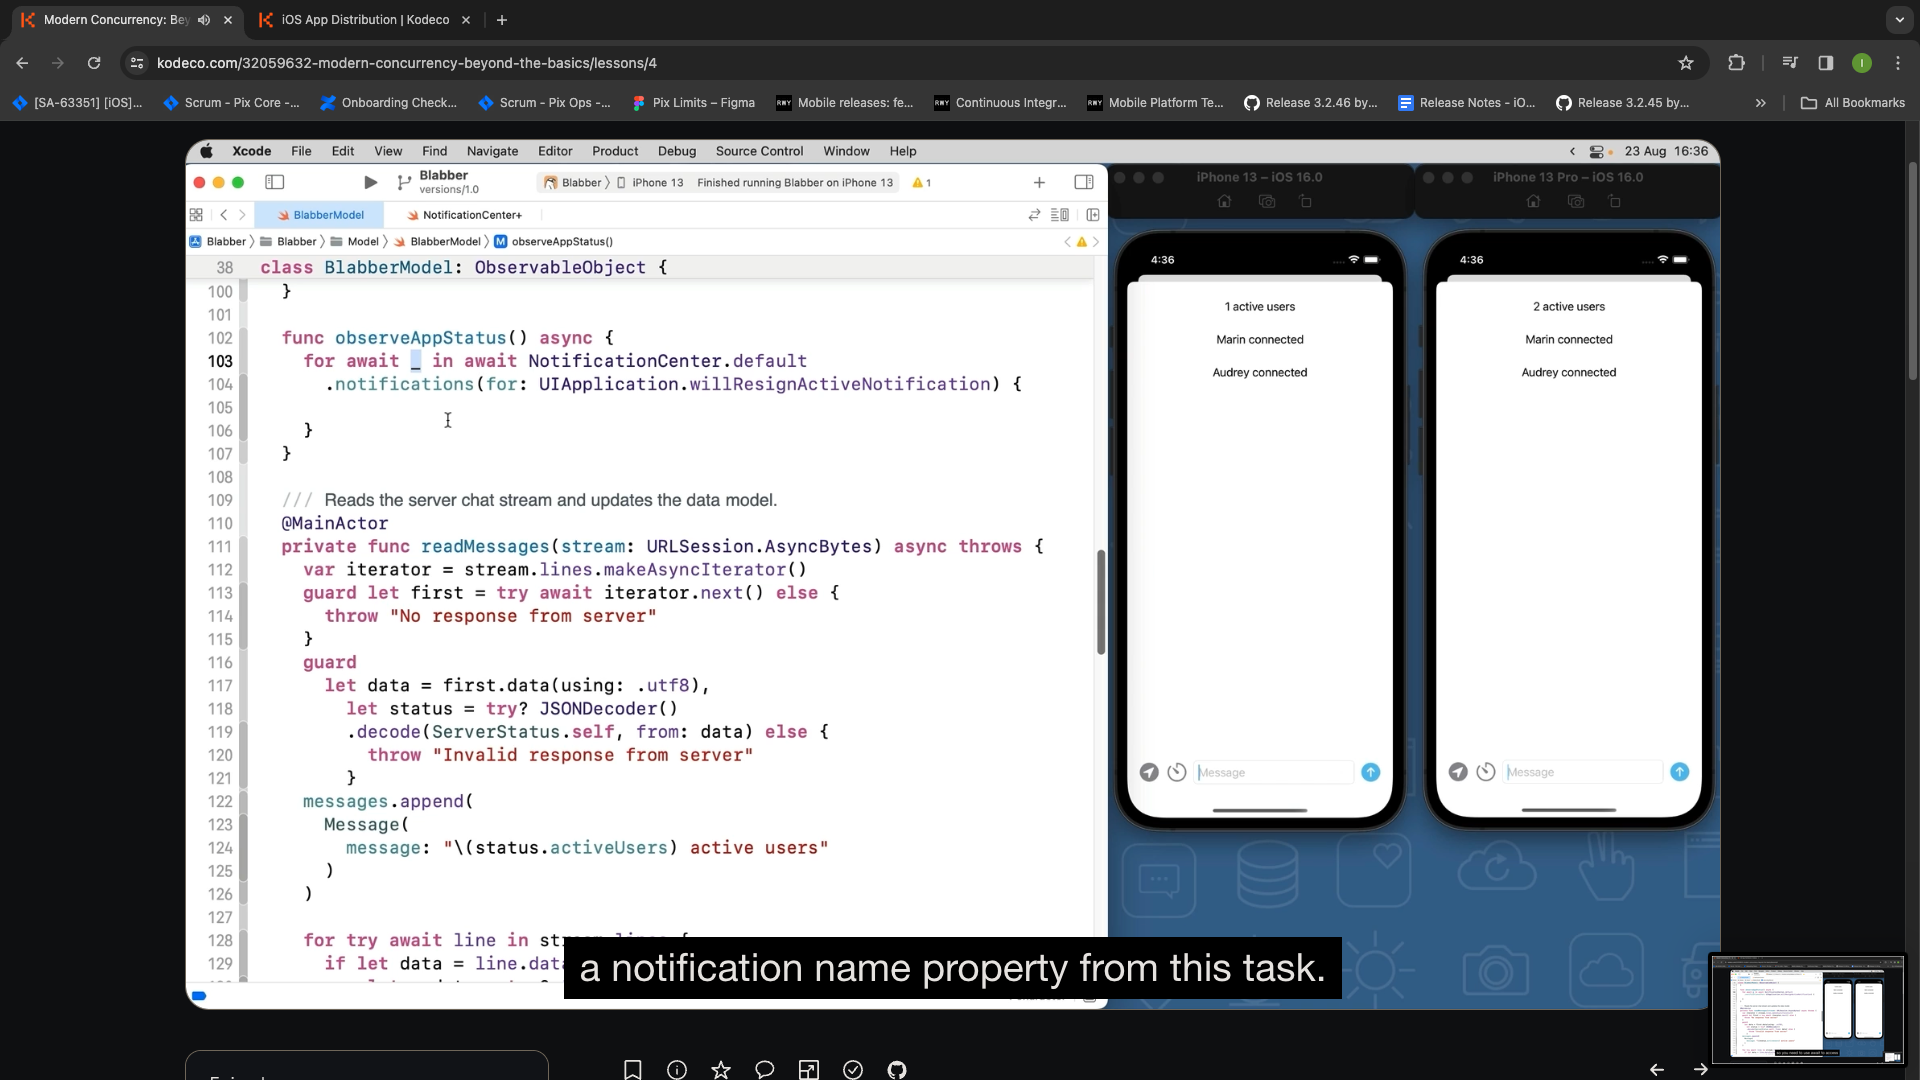 Modern Concurrency: Bey
iOS App Distribution | Kodeco
kodeco.com/32059632-modern-concurrency-beyond-the-basics/lessons/4
[SA-63351] [iOS]...
Scrum - Pix Core -...
Onboarding Check...
Scrum - Pix Ops -...
Pix Limits – Figma
RWY Mobile releases: fe...
RWY Continuous Integr...
RWY Mobile Platform Te...
Release 3.2.46 by...
Release Notes - iO...
Release 3.2.45 by...
All Bookmarks
Xcode File Edit View Find Navigate Editor Product Debug Source Control Window Help
23 Aug 16:36
Blabber
versions/1.0
Blabber
iPhone 13
Finished running Blabber on iPhone 13
1
BlabberModel
NotificationCenter+
Blabber
Blabber
Model
BlabberModel
M observeAppStatus()
38 class BlabberModel: ObservableObject {
100 }
101
102 func observeAppStatus() async {
103 for await _ in await NotificationCenter.default
104 .notifications(for: UIApplication.willResignActiveNotification) {
105
106 }
107 }
108
109 /// Reads the server chat stream and updates the data model.
110 @MainActor
111 private func readMessages(stream: URLSession.AsyncBytes) async throws {
112 var iterator = stream.lines.makeAsyncIterator()
113 guard let first = try await iterator.next() else {
114 throw "No response from server"
115 }
116 guard
117 let data = first.data(using: .utf8),
118 let status = try? JSONDecoder()
119 .decode(ServerStatus.self, from: data) else {
120 throw "Invalid response from server"
121 }
122 messages.append(
123 Message(
124 message: "\(status.activeUsers) active users"
125 )
126 )
127
128 for try await line in
129 if let data = line.data
a notification name property from this task.
iPhone 13 – iOS 16.0
4:36
1 active users
Marin connected
Audrey connected
Message
iPhone 13 Pro – iOS 16.0
4:36
2 active users
Marin connected
Audrey connected
Message